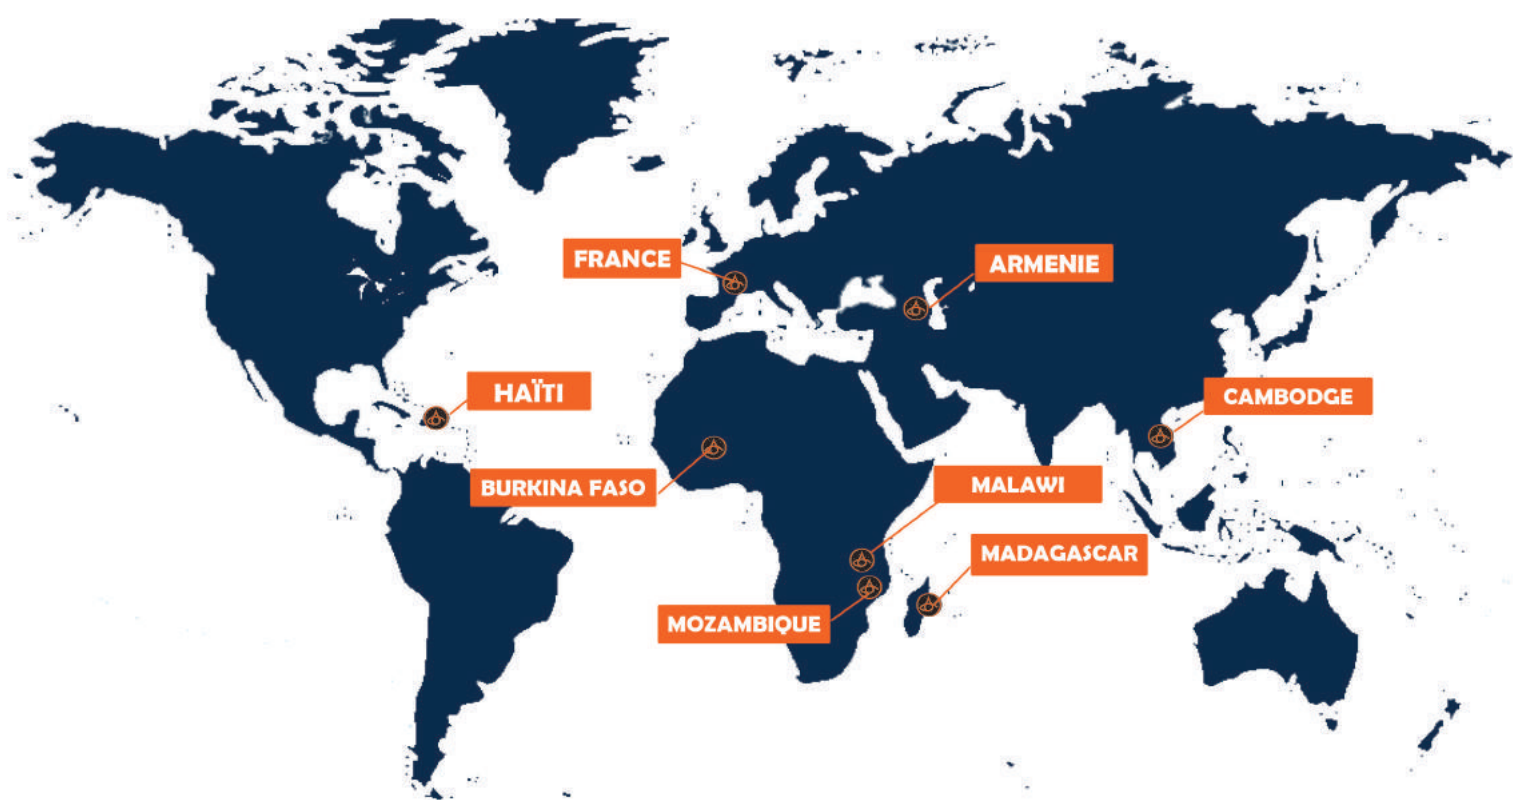 FRANCE
ARMENIE
HAÏTI
CAMBODGE
BURKINA FASO
MALAWI
MADAGASCAR
MOZAMBIQUE